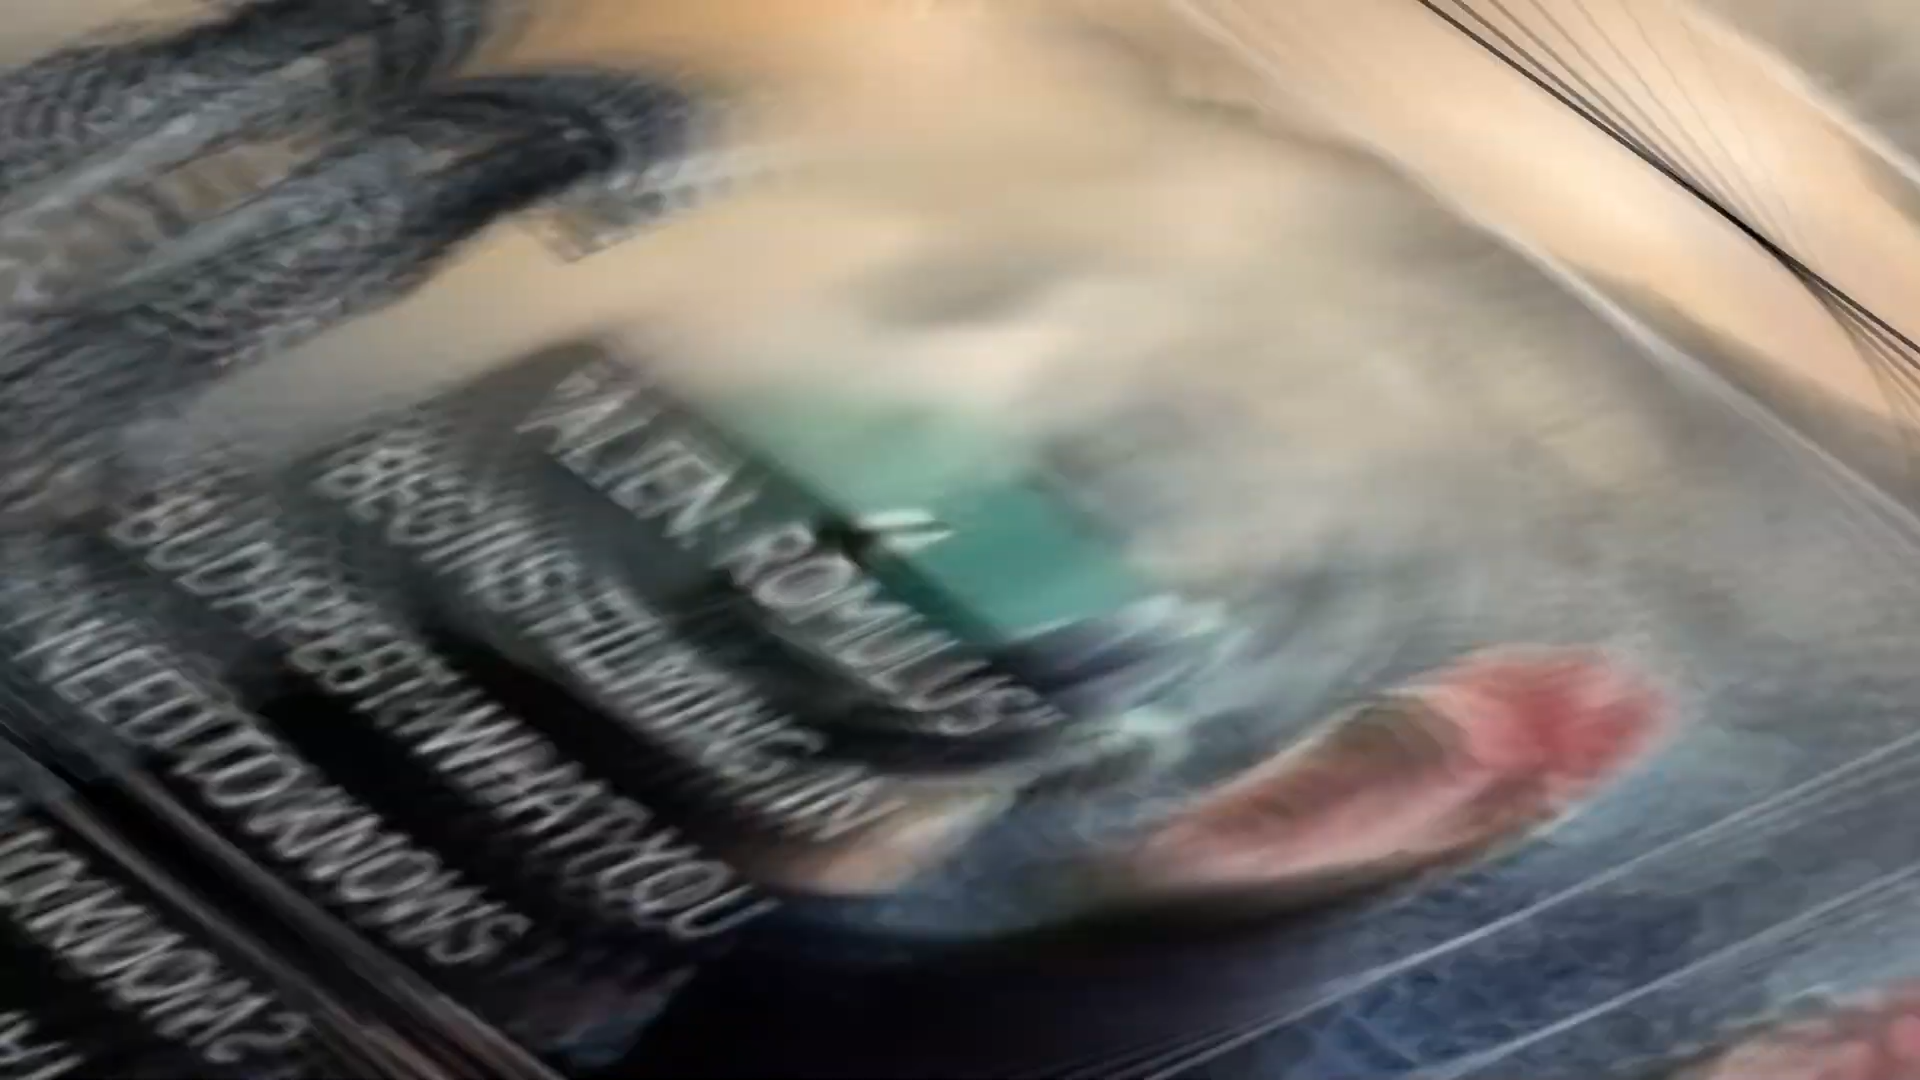 "ALIEN: ROMULUS"
BEGINS FILMING IN
BUDAPEST: WHAT YOU
NEED TO KNOW